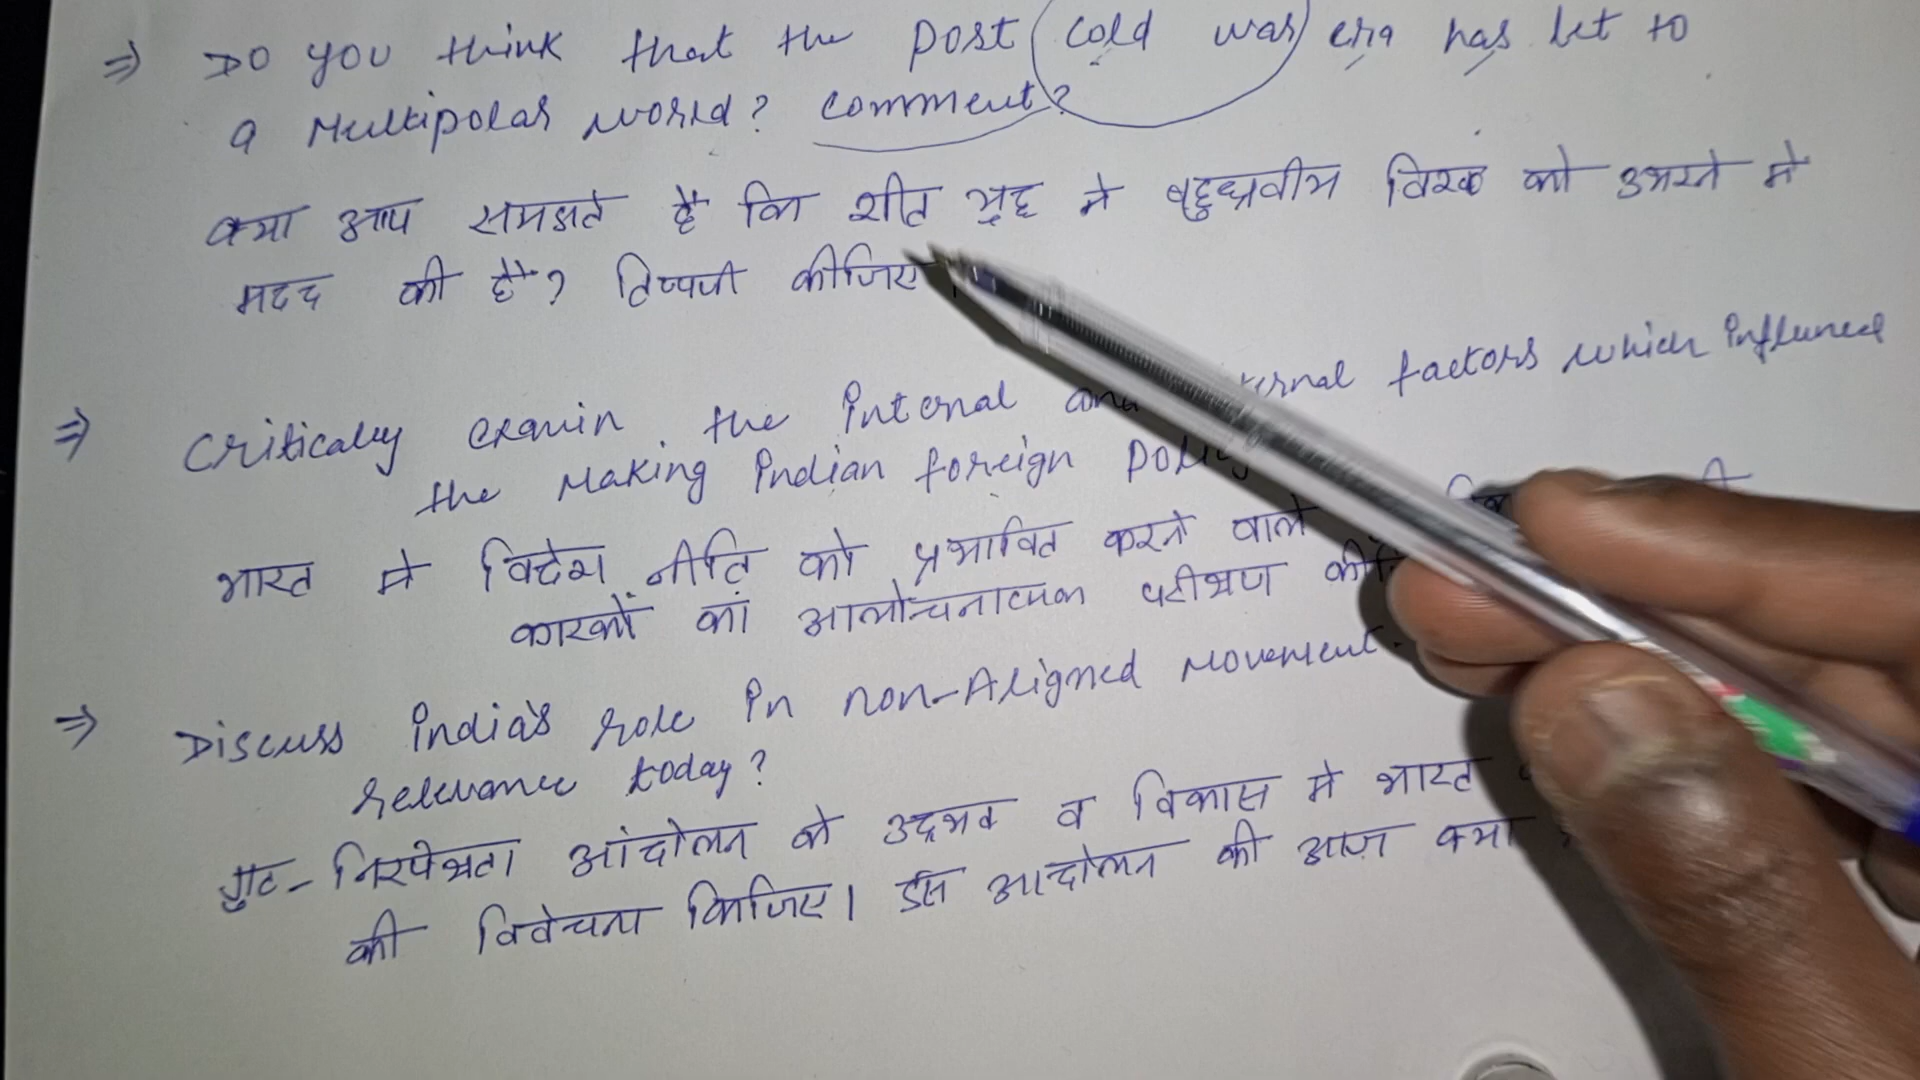 ⇒ DO YOU think that the Post cold war era has let to
a Multipolar world? comment?
क्या आप समझते है कि शीत युद्ध ने बहुध्रुवीय विश्व को उभरने मे
मदद की है? टिप्पणी कीजिए
⇒ Critically examin. the internal and factors which influnce
the Making indian foreign Policy
भारत मे विदेश नीति को प्रभावित करने वाले
कारकों का आलोचनात्मक परीक्षण
⇒ Discuss india's role in non-Aligned Movement.
relevance today?
गुट-निरपेक्षता आंदोलन के उद्भव व विकास मे भारत
की विवेचना किजिए। इस आंदोलन की आज़ क्या